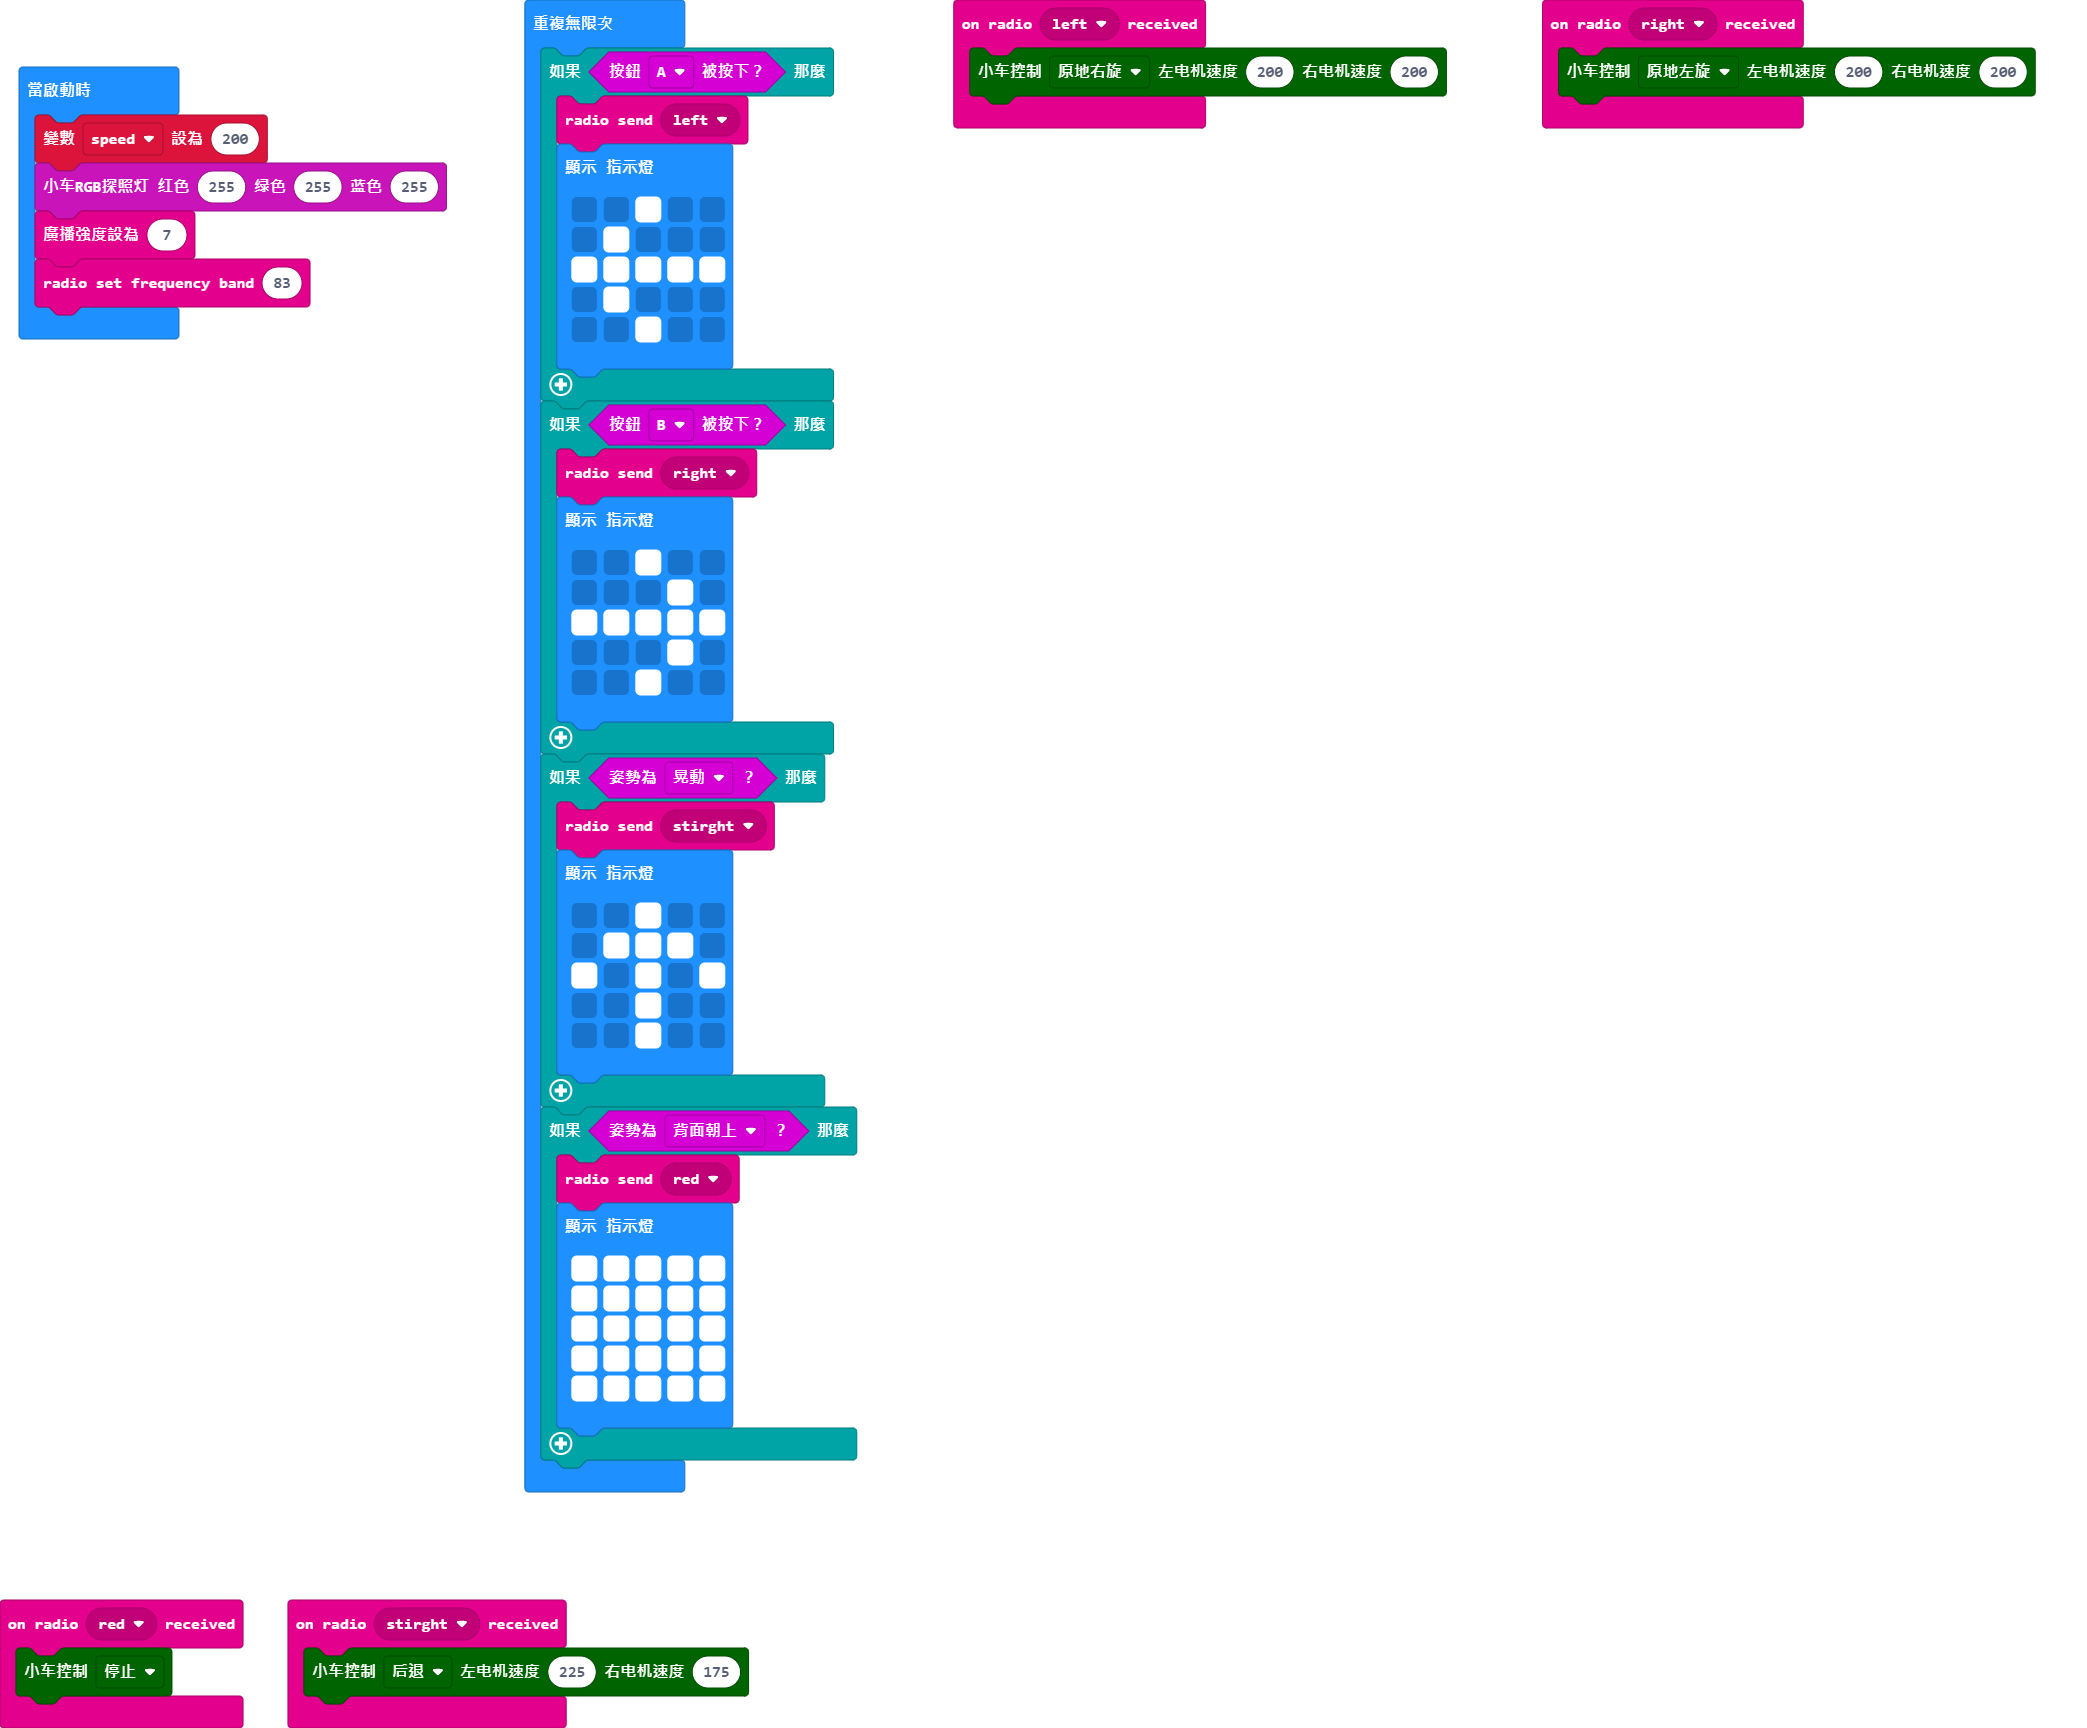 當啟動時
變數 speed 設為 200
小车RGB探照灯 红色 255 绿色 255 蓝色 255
廣播強度設為 7
radio set frequency band 83
重複無限次
如果 按鈕 A 被按下？ 那麼
radio send left
顯示 指示燈
如果 按鈕 B 被按下？ 那麼
radio send right
顯示 指示燈
如果 姿勢為 晃動 ？ 那麼
radio send stirght
顯示 指示燈
如果 姿勢為 背面朝上 ？ 那麼
radio send red
顯示 指示燈
on radio left received
小车控制 原地右旋 左电机速度 200 右电机速度 200
on radio right received
小车控制 原地左旋 左电机速度 200 右电机速度 200
on radio red received
小车控制 停止
on radio stirght received
小车控制 后退 左电机速度 225 右电机速度 175